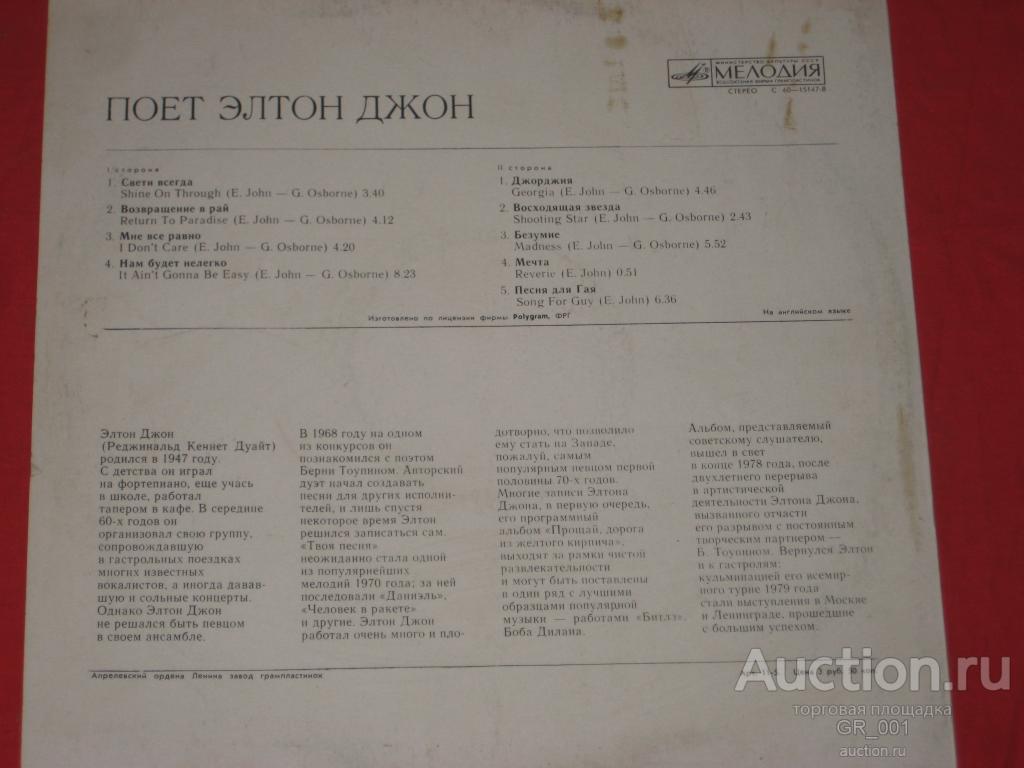 МИНИСТЕРСТВО КУЛЬТУРЫ СССР
МЕЛОДИЯ
ВСЕСОЮЗНАЯ ФИРМА ГРАМПЛАСТИНОК
СТЕРЕО С 60—15147-8
ПОЕТ ЭЛТОН ДЖОН
I сторона
1. Свети всегда
Shine On Through (E. John — G. Osborne) 3.40
2. Возвращение в рай
Return To Paradise (E. John — G. Osborne) 4.12
3. Мне все равно
I Don't Care (E. John — G. Osborne) 4.20
4. Нам будет нелегко
It Ain't Gonna Be Easy (E. John — G. Osborne) 8.23
II сторона
1. Джорджия
Georgia (E. John — G. Osborne) 4.46
2. Восходящая звезда
Shooting Star (E. John — G. Osborne) 2.43
3. Безумие
Madness (E. John — G. Osborne) 5.52
4. Мечта
Reverie (E. John) 0.51
5. Песня для Гая
Song For Guy (E. John) 6.36
Изготовлено по лицензии фирмы Polygram, ФРГ
На английском языке
Элтон Джон
(Реджинальд Кеннет Дуайт)
родился в 1947 году.
С детства он играл
на фортепиано, еще учась
в школе, работал
тапером в кафе. В середине
60-х годов он
организовал свою группу,
сопровождавшую
в гастрольных поездках
многих известных
вокалистов, а иногда давав-
шую и сольные концерты.
Однако Элтон Джон
не решался быть певцом
в своем ансамбле.
В 1968 году на одном
из конкурсов он
познакомился с поэтом
Берни Тоупином. Авторский
дуэт начал создавать
песни для других исполни-
телей, и лишь спустя
некоторое время Элтон
решился записаться сам.
«Твоя песня»
неожиданно стала одной
из популярнейших
мелодий 1970 года; за ней
последовали «Даниэль»,
«Человек в ракете»
и другие. Элтон Джон
работал очень много и пло-
дотворно, что позволило
ему стать на Западе,
пожалуй, самым
популярным певцом первой
половины 70-х годов.
Многие записи Элтона
Джона, в первую очередь,
его программный
альбом «Прощай, дорога
из желтого кирпича»,
выходят за рамки чистой
развлекательности
и могут быть поставлены
в один ряд с лучшими
образцами популярной
музыки — работами «Битлз»,
Боба Дилана.
Альбом, представляемый
советскому слушателю,
вышел в свет
в конце 1978 года, после
двухлетнего перерыва
в артистической
деятельности Элтона Джона,
вызванного отчасти
его разрывом с постоянным
творческим партнером —
Б. Тоупином. Вернулся Элтон
и к гастролям:
кульминацией его всемир-
ного турне 1979 года
стали выступления в Москве
и Ленинграде, прошедшие
с большим успехом.
Апрелевский ордена Ленина завод грампластинок
Цена 3 руб. 50 коп.
Auction.ru
торговая площадка
GR_001
auction.ru